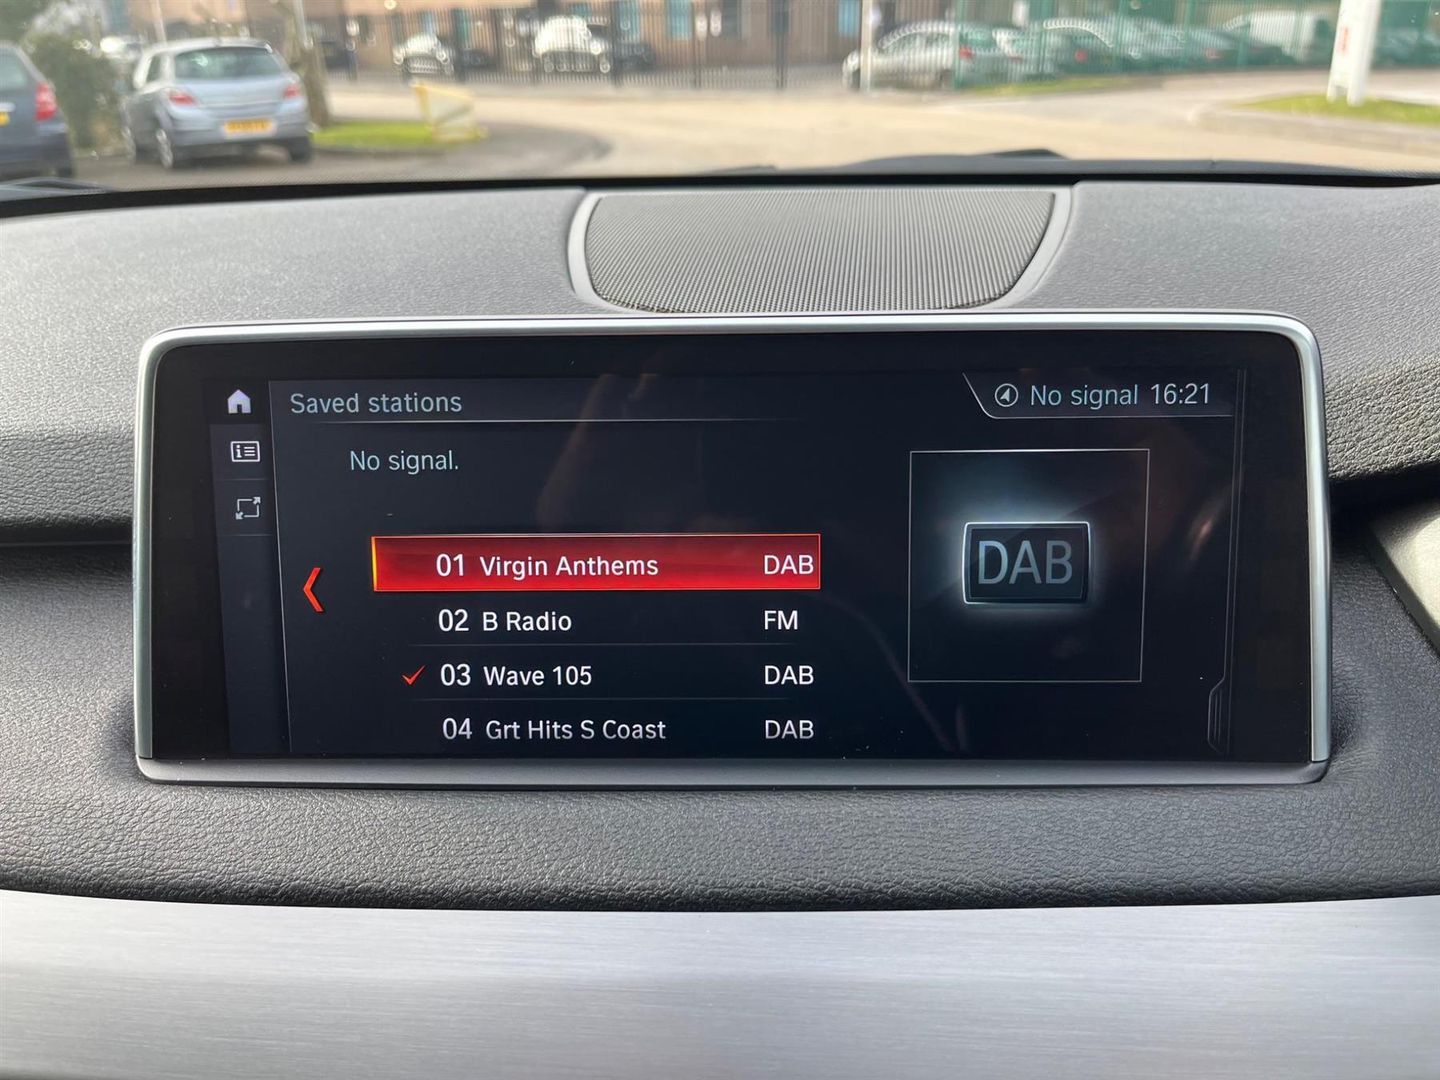 Saved stations
No signal 16:21
No signal.
01 Virgin Anthems DAB
02 B Radio FM
03 Wave 105 DAB
04 Grt Hits S Coast DAB
DAB